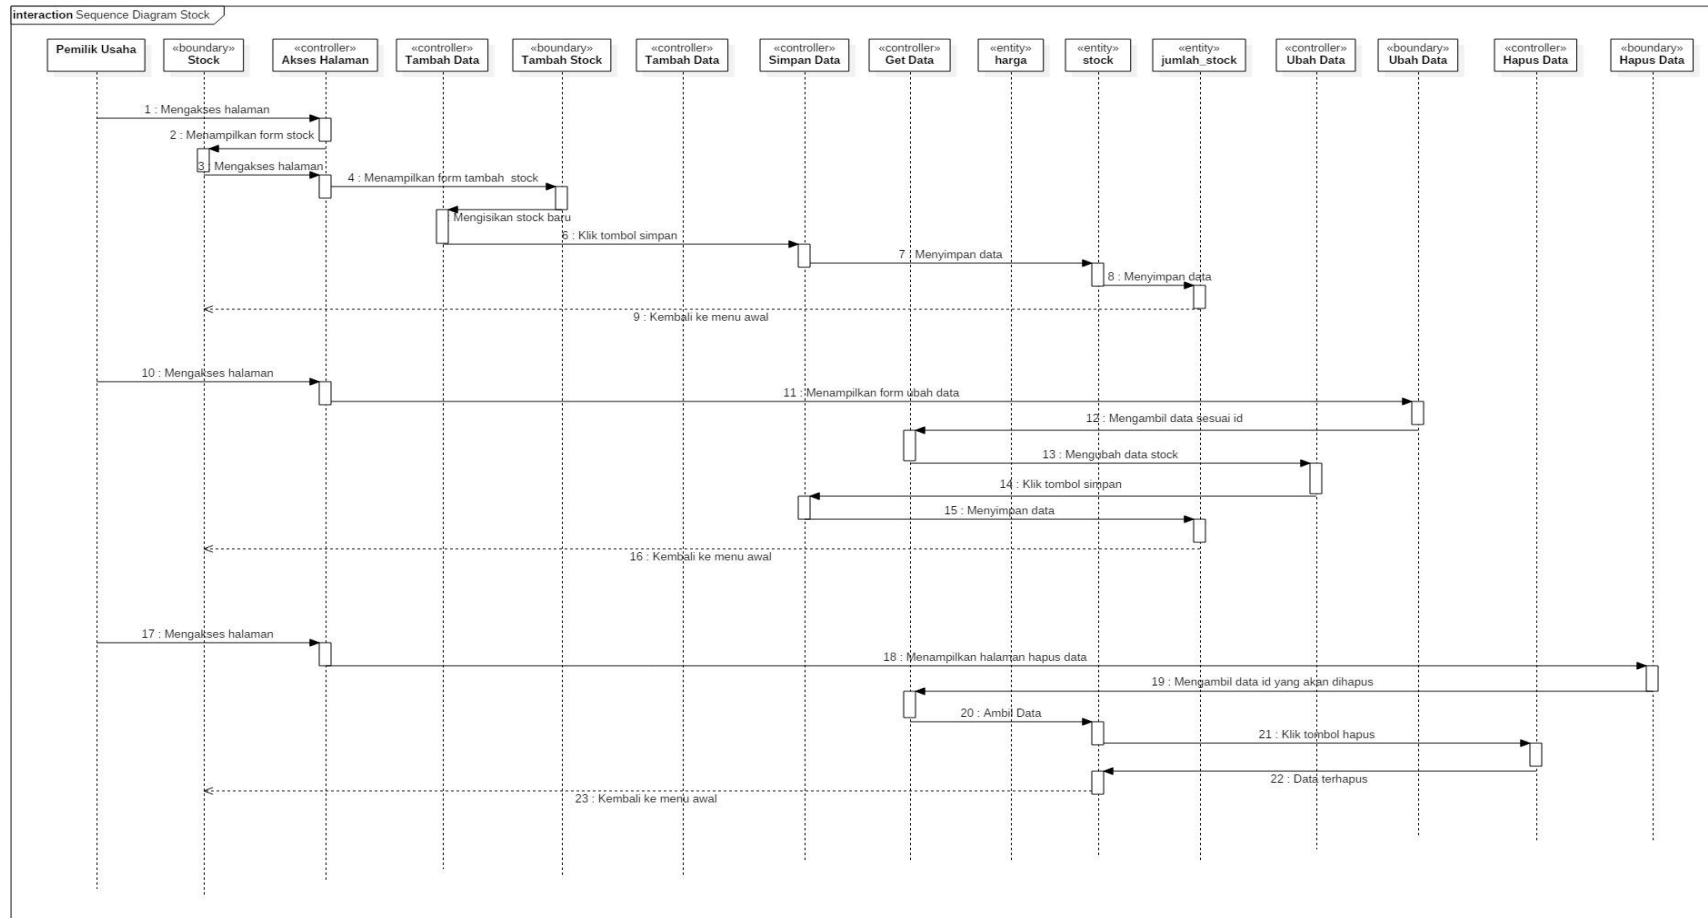 interaction Sequence Diagram Stock
Pemilik Usaha
«boundary»
Stock
«controller»
Akses Halaman
«controller»
Tambah Data
«boundary»
Tambah Stock
«controller»
Tambah Data
«controller»
Simpan Data
«controller»
Get Data
«entity»
harga
«entity»
stock
«entity»
jumlah_stock
«controller»
Ubah Data
«boundary»
Ubah Data
«controller»
Hapus Data
«boundary»
Hapus Data
1 : Mengakses halaman
2 : Menampilkan form stock
3 : Mengakses halaman
4 : Menampilkan form tambah stock
: Mengisikan stock baru
6 : Klik tombol simpan
7 : Menyimpan data
8 : Menyimpan data
9 : Kembali ke menu awal
10 : Mengakses halaman
11 : Menampilkan form ubah data
12 : Mengambil data sesuai id
13 : Mengubah data stock
14 : Klik tombol simpan
15 : Menyimpan data
16 : Kembali ke menu awal
17 : Mengakses halaman
18 : Menampilkan halaman hapus data
19 : Mengambil data id yang akan dihapus
20 : Ambil Data
21 : Klik tombol hapus
22 : Data terhapus
23 : Kembali ke menu awal